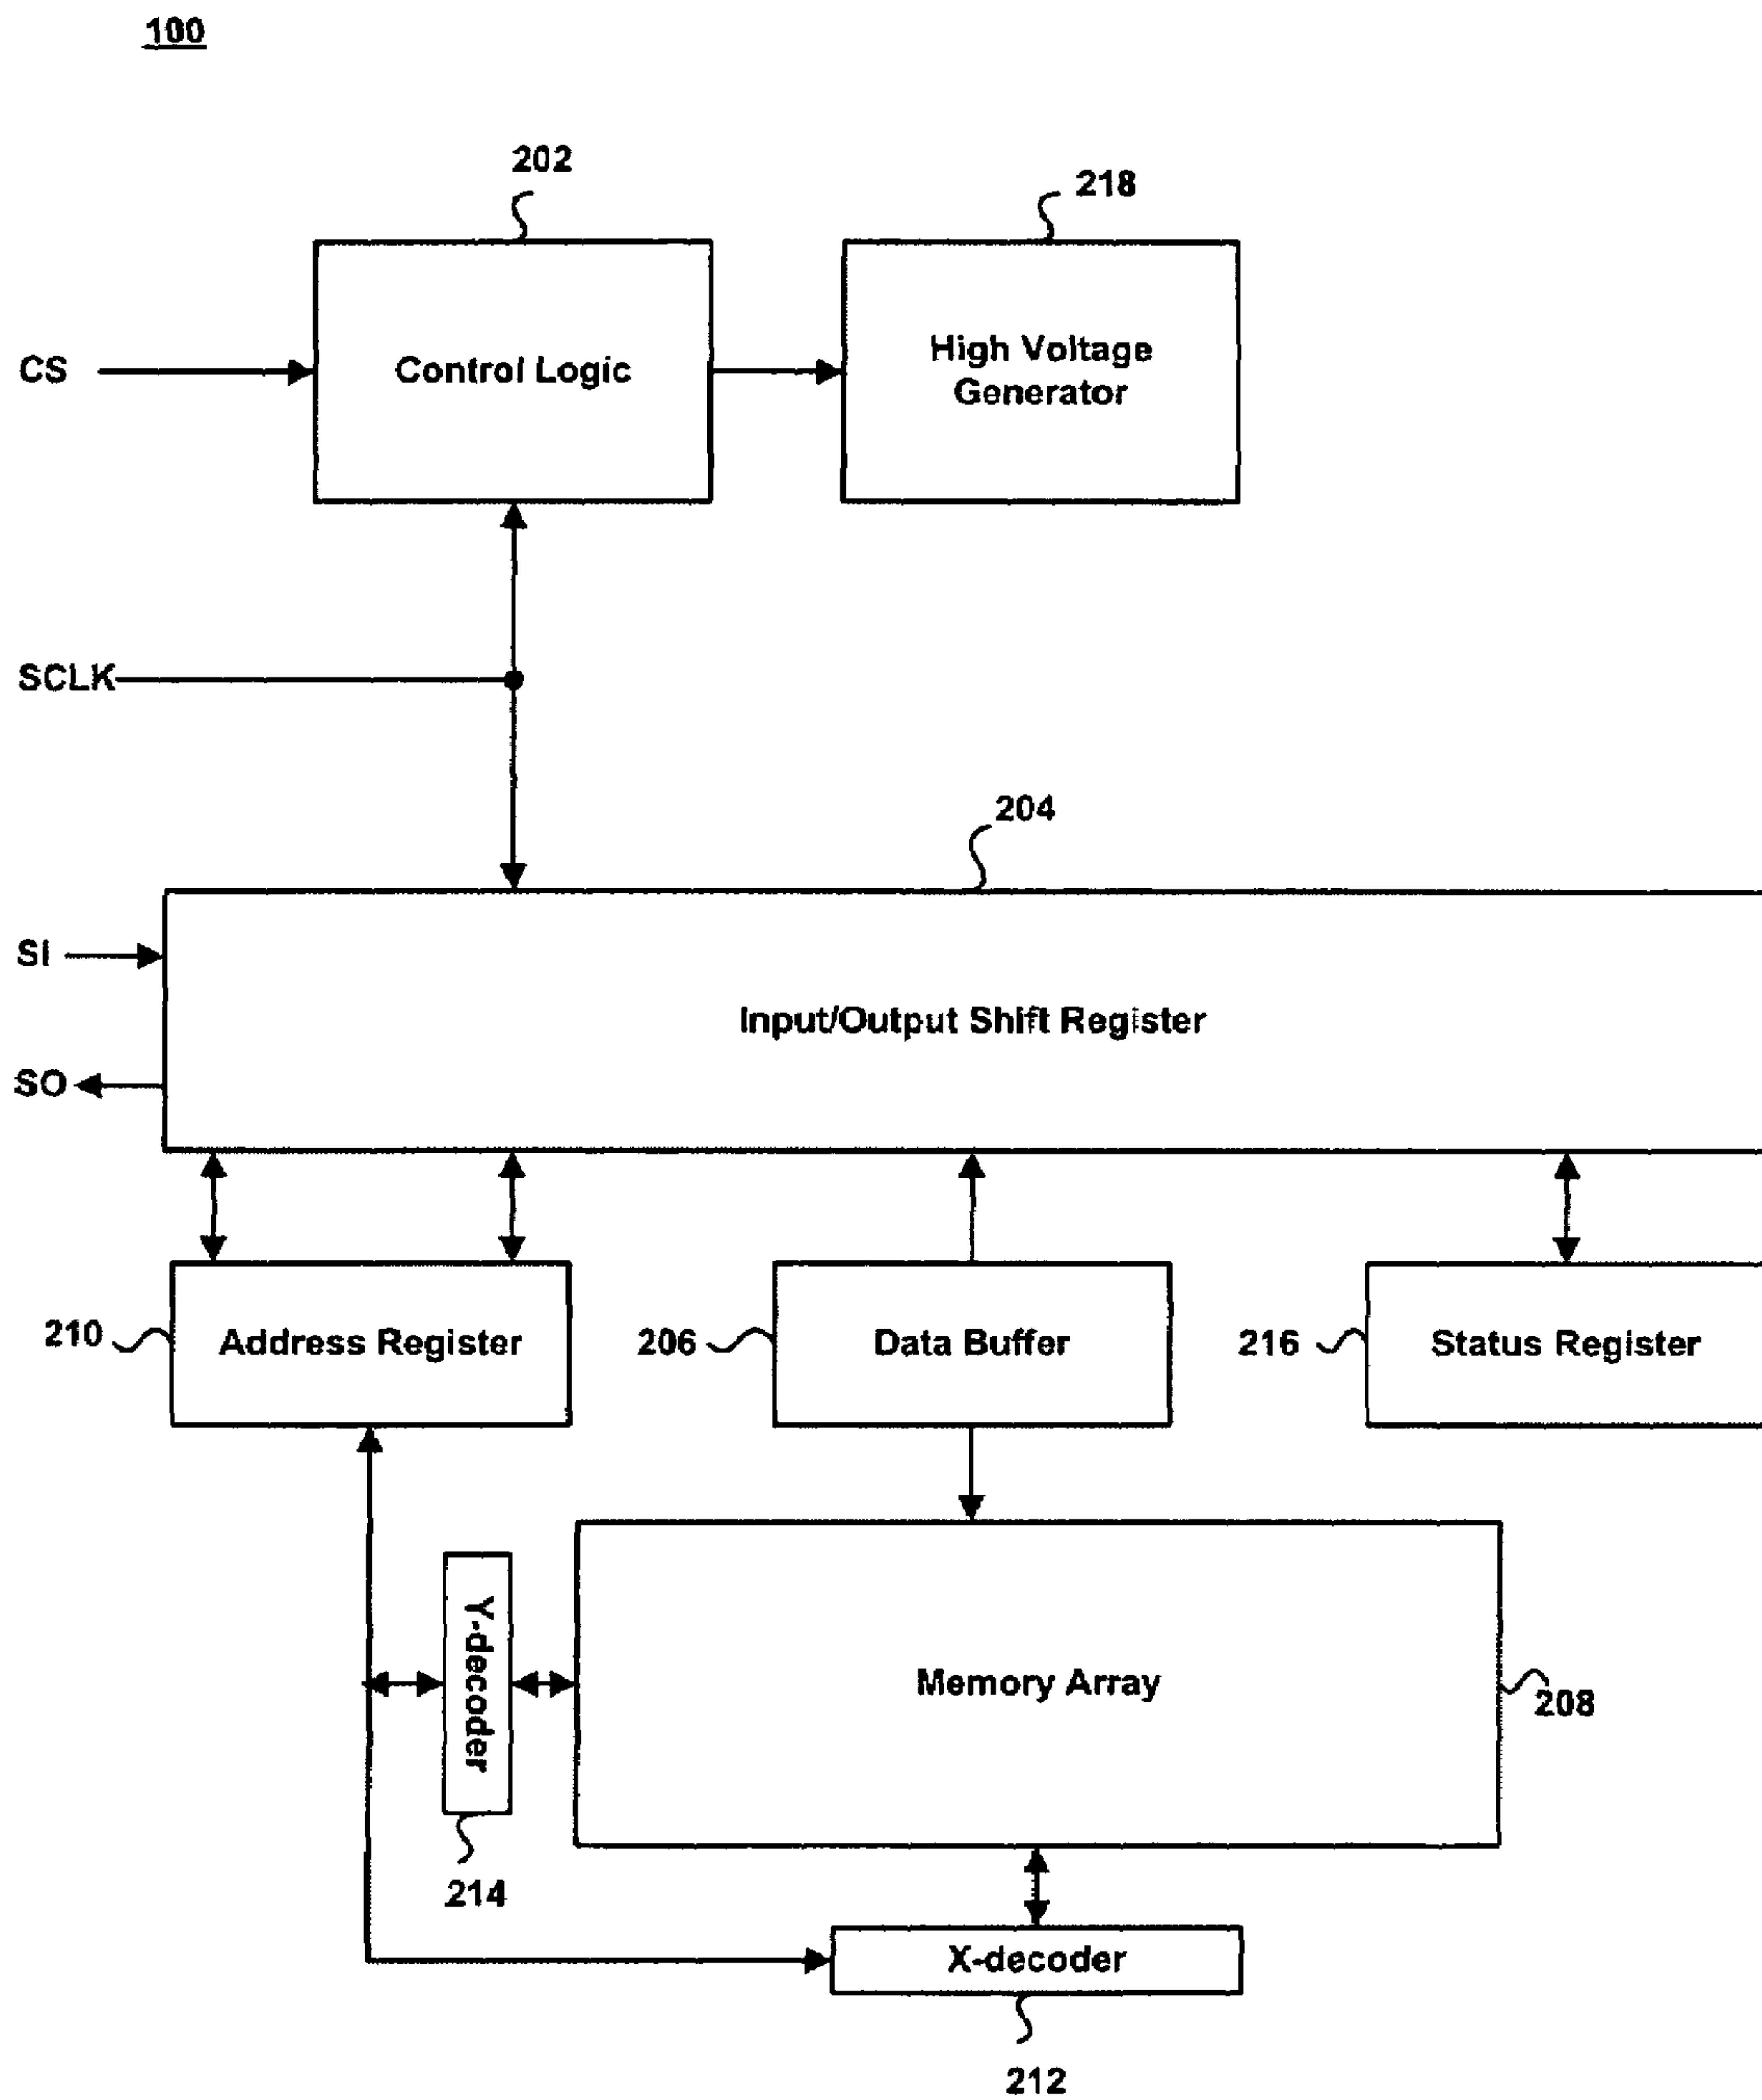 100
202
218
CS
Control Logic
High Voltage
Generator
SCLK
204
SI
Input/Output Shift Register
SO
210
Address Register
206
Data Buffer
216
Status Register
Y-decoder
Memory Array
208
214
X-decoder
212